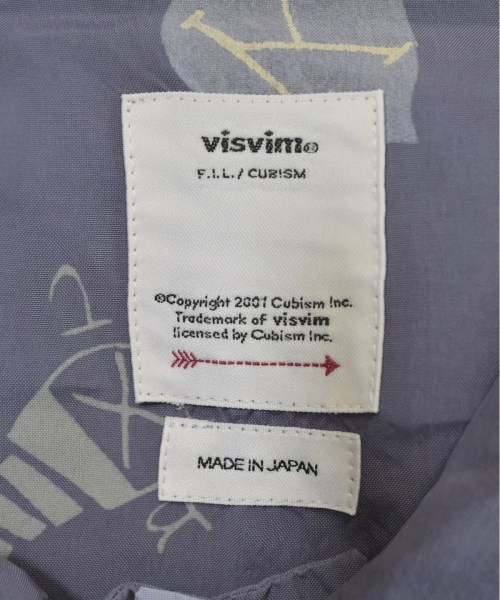 visvim®
F.I.L./ CUBISM
©Copyright 2001 Cubism Inc.
Trademark of visvim
licensed by Cubism Inc.
MADE IN JAPAN